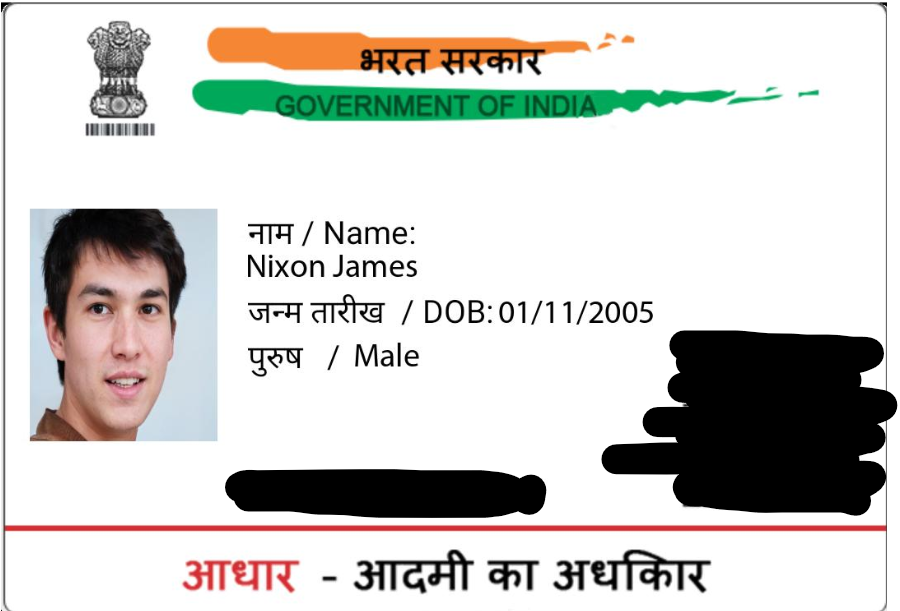 भरत सरकार
GOVERNMENT OF INDIA
नाम / Name:
Nixon James
जन्म तारीख / DOB: 01/11/2005
पुरुष / Male
आधार - आदमी का अधकिार